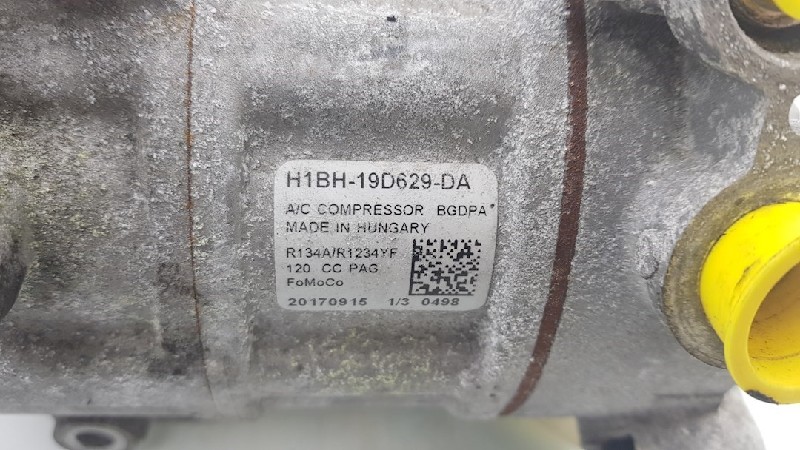 H1BH-19D629-DA
A/C COMPRESSOR BGDPA*
MADE IN HUNGARY
R134A/R1234YF
120 CC PAG
FoMoCo
20170915 1/3 0498